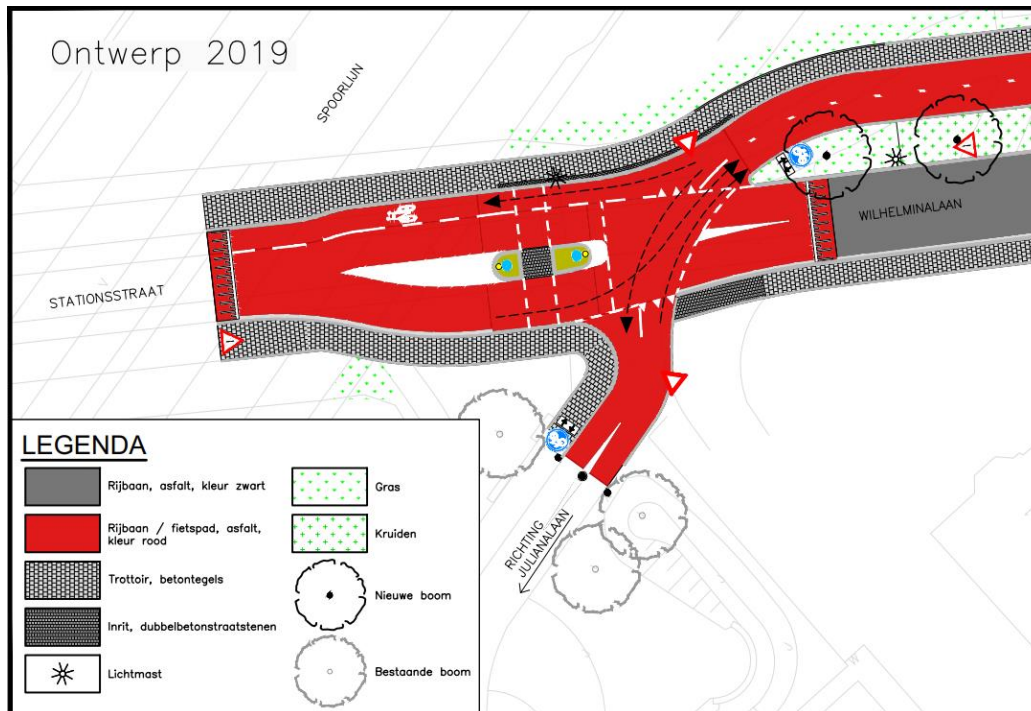 Ontwerp 2019
SPOORLIJN
WILHELMINALAAN
STATIONSSTRAAT
RICHTING
JULIANALAAN
LEGENDA
Rijbaan, asfalt, kleur zwart
Rijbaan / fietspad, asfalt,
kleur rood
Trottoir, betontegels
Inrit, dubbelbetonstraatstenen
Lichtmast
Gras
Kruiden
Nieuwe boom
Bestaande boom